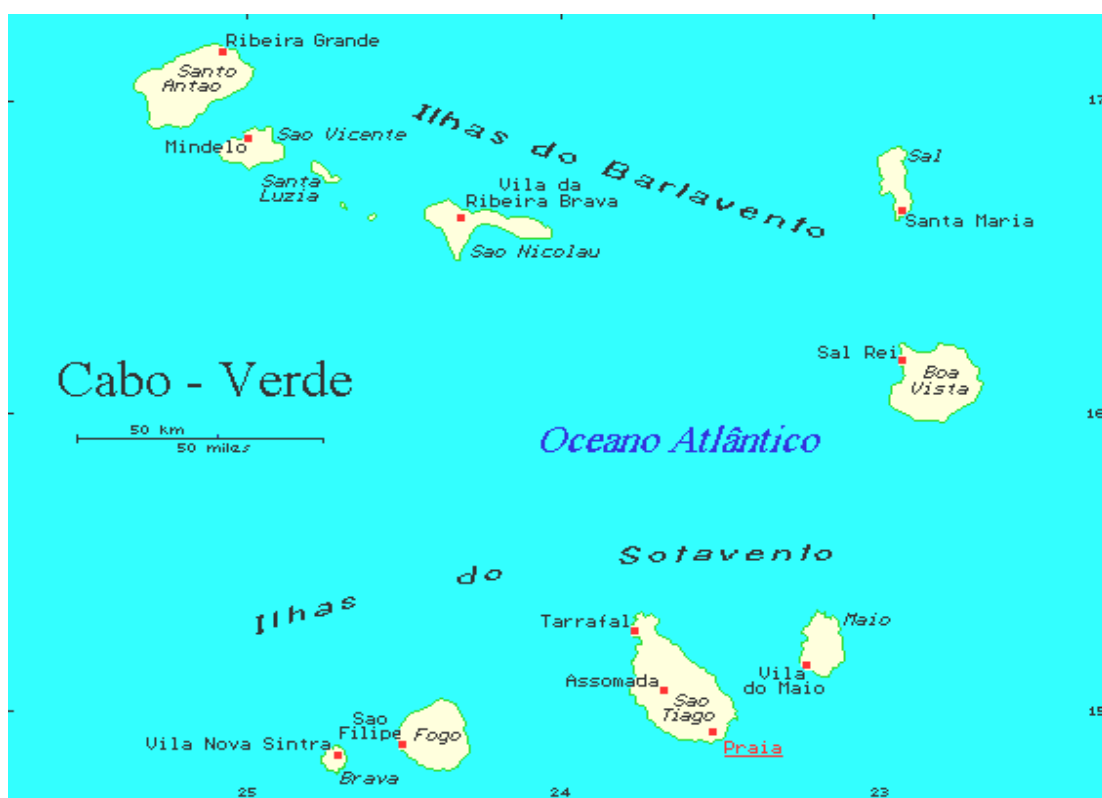 Ribeira Grande
Santo
Antao
17
Ilhas do Barlavento
Mindelo
Sao Vicente
Sal
Santa
Luzia
Vila da
Ribeira Brava
Santa Maria
Sao Nicolau
Sal Rei
Boa
Vista
Cabo - Verde
16
50 km
50 miles
Oceano Atlântico
Ilhas do Sotavento
Tarrafal
Maio
Assomada
Vila
do Maio
Sao
Tiago
15
Sao
Filipe
Fogo
Vila Nova Sintra
Praia
Brava
25
24
23